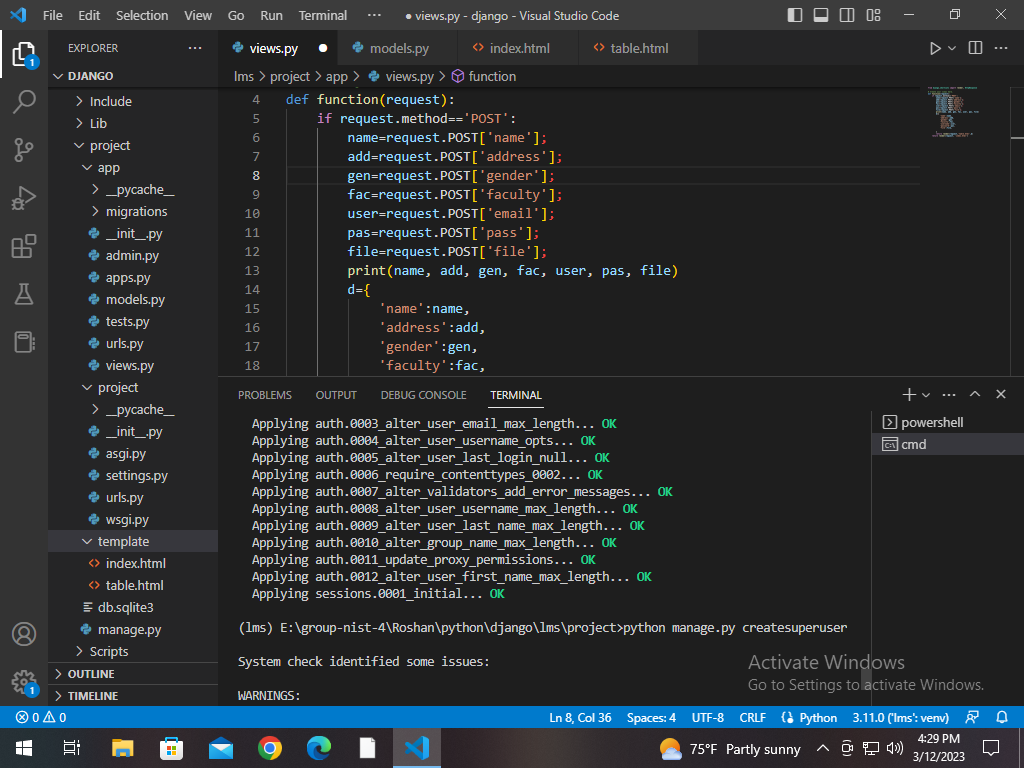 File Edit Selection View Go Run Terminal ··· ● views.py - django - Visual Studio Code
EXPLORER ···
DJANGO
Include
Lib
project
app
__pycache__
migrations
__init__.py
admin.py
apps.py
models.py
tests.py
urls.py
views.py
project
__pycache__
__init__.py
asgi.py
settings.py
urls.py
wsgi.py
template
index.html
table.html
db.sqlite3
manage.py
Scripts
OUTLINE
TIMELINE
1
1
views.py ● models.py index.html table.html
lms > project > app > views.py > function
4 def function(request):
5 if request.method=='POST':
6 name=request.POST['name'];
7 add=request.POST['address'];
8 gen=request.POST['gender'];
9 fac=request.POST['faculty'];
10 user=request.POST['email'];
11 pas=request.POST['pass'];
12 file=request.POST['file'];
13 print(name, add, gen, fac, user, pas, file)
14 d={
15 'name':name,
16 'address':add,
17 'gender':gen,
18 'faculty':fac,
PROBLEMS OUTPUT DEBUG CONSOLE TERMINAL
Applying auth.0003_alter_user_email_max_length... OK
Applying auth.0004_alter_user_username_opts... OK
Applying auth.0005_alter_user_last_login_null... OK
Applying auth.0006_require_contenttypes_0002... OK
Applying auth.0007_alter_validators_add_error_messages... OK
Applying auth.0008_alter_user_username_max_length... OK
Applying auth.0009_alter_user_last_name_max_length... OK
Applying auth.0010_alter_group_name_max_length... OK
Applying auth.0011_update_proxy_permissions... OK
Applying auth.0012_alter_user_first_name_max_length... OK
Applying sessions.0001_initial... OK
(lms) E:\group-nist-4\Roshan\python\django\lms\project>python manage.py createsuperuser
System check identified some issues:
WARNINGS:
powershell
cmd
Activate Windows
Go to Settings to activate Windows.
0 0 Ln 8, Col 36 Spaces: 4 UTF-8 CRLF Python 3.11.0 ('lms': venv)
75°F Partly sunny
4:29 PM
3/12/2023